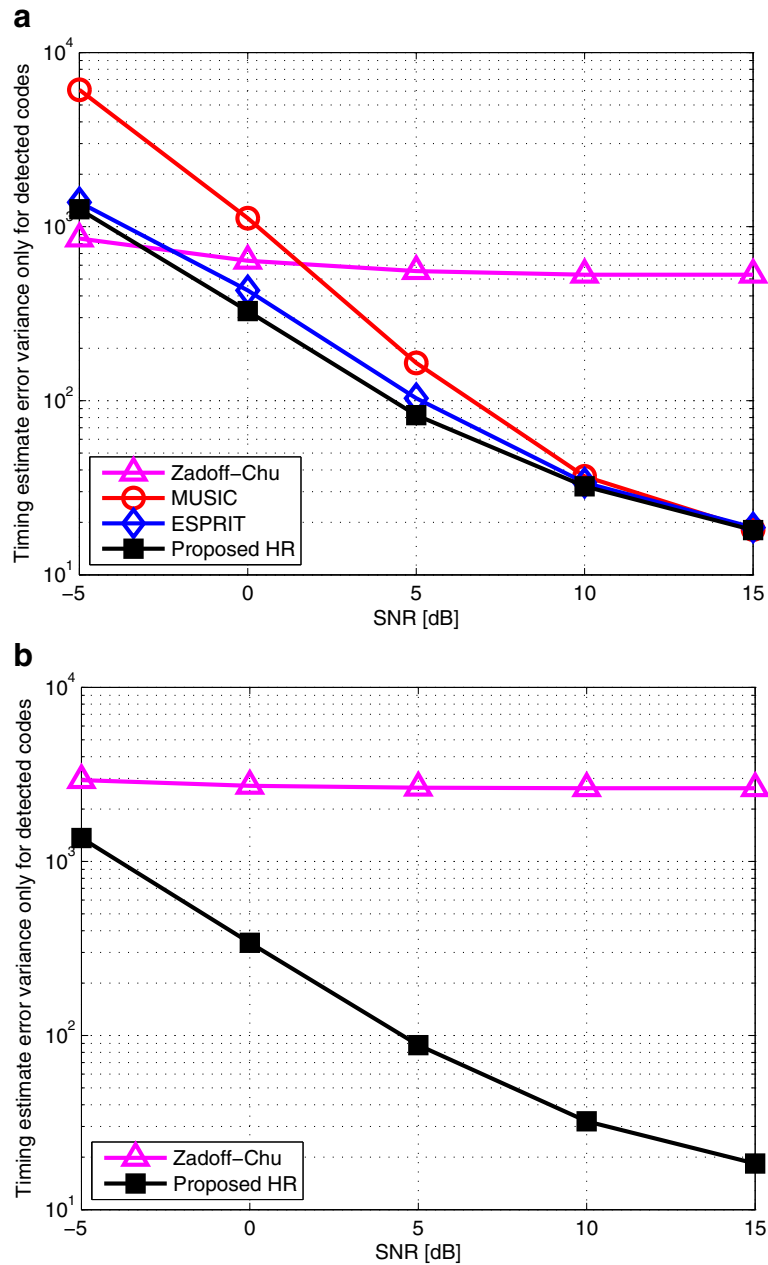 a
Timing estimate error variance only for detected codes
10^4
10^3
10^2
10^1
Zadoff-Chu
MUSIC
ESPRIT
Proposed HR
-5
0
5
10
15
SNR [dB]
b
Timing estimate error variance only for detected codes
10^4
10^3
10^2
10^1
Zadoff-Chu
Proposed HR
-5
0
5
10
15
SNR [dB]